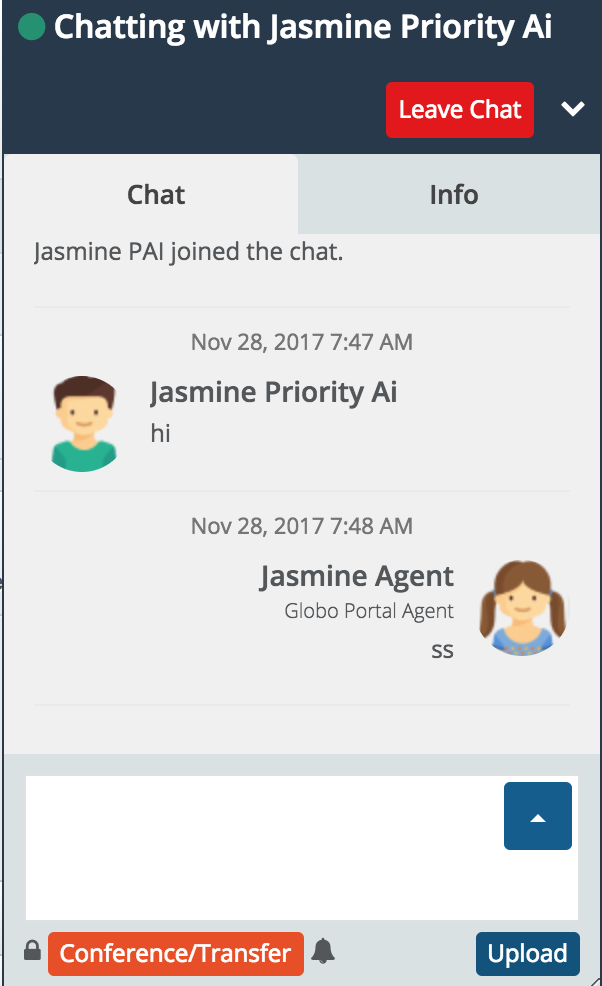 Chatting with Jasmine Priority Ai
Leave Chat
Chat
Info
Jasmine PAI joined the chat.
Nov 28, 2017 7:47 AM
Jasmine Priority Ai
hi
Nov 28, 2017 7:48 AM
Jasmine Agent
Globo Portal Agent
ss
Conference/Transfer
Upload